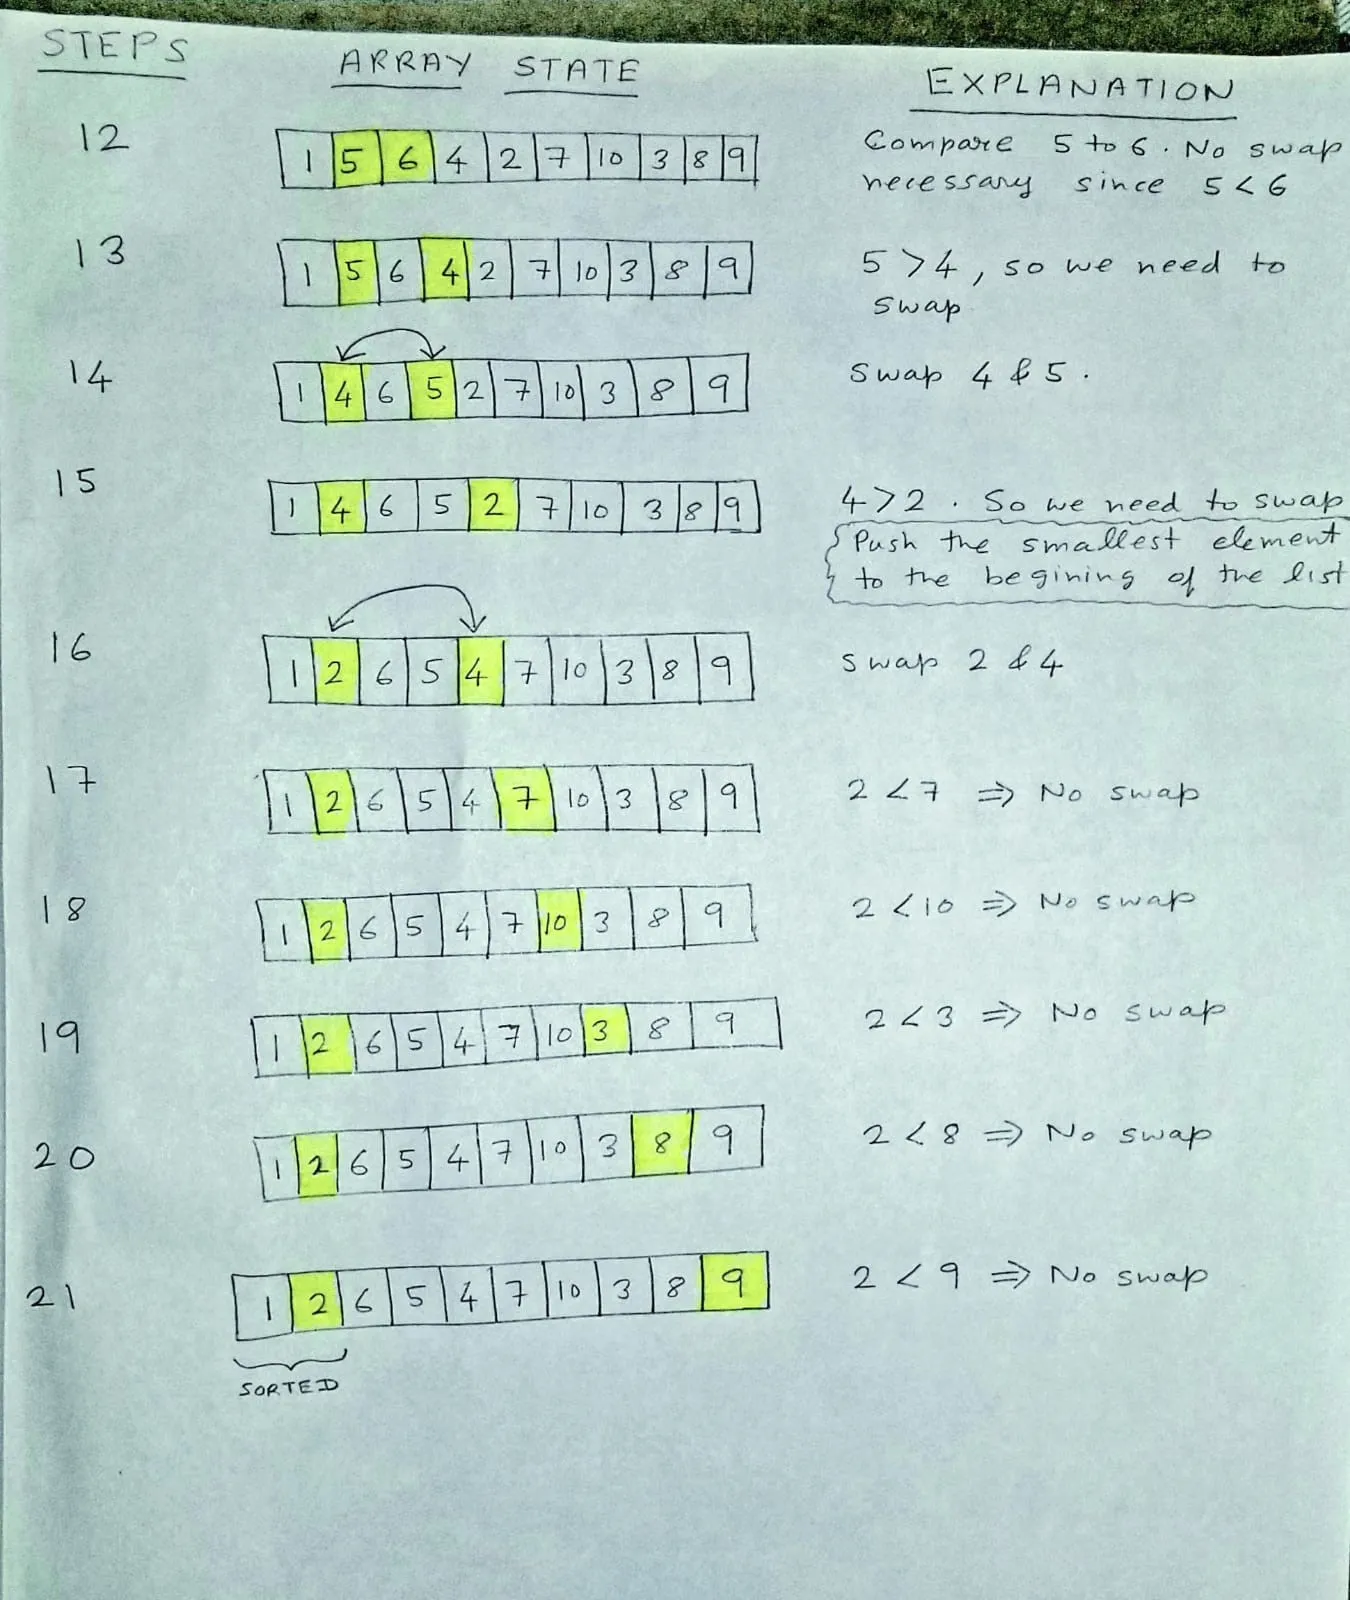 STEPS ARRAY STATE EXPLANATION
12 1 5 6 4 2 7 10 3 8 9 Compare 5 to 6. No swap
necessary since 5 < 6
13 1 5 6 4 2 7 10 3 8 9 5 > 4, so we need to
swap
14 1 4 6 5 2 7 10 3 8 9 swap 4 & 5.
15 1 4 6 5 2 7 10 3 8 9 4 > 2. So we need to swap
Push the smallest element
to the begining of the list
16 1 2 6 5 4 7 10 3 8 9 swap 2 & 4
17 1 2 6 5 4 7 10 3 8 9 2 < 7 ⇒ No swap
18 1 2 6 5 4 7 10 3 8 9 2 < 10 ⇒ No swap
19 1 2 6 5 4 7 10 3 8 9 2 < 3 ⇒ No swap
20 1 2 6 5 4 7 10 3 8 9 2 < 8 ⇒ No swap
21 1 2 6 5 4 7 10 3 8 9 2 < 9 ⇒ No swap
SORTED